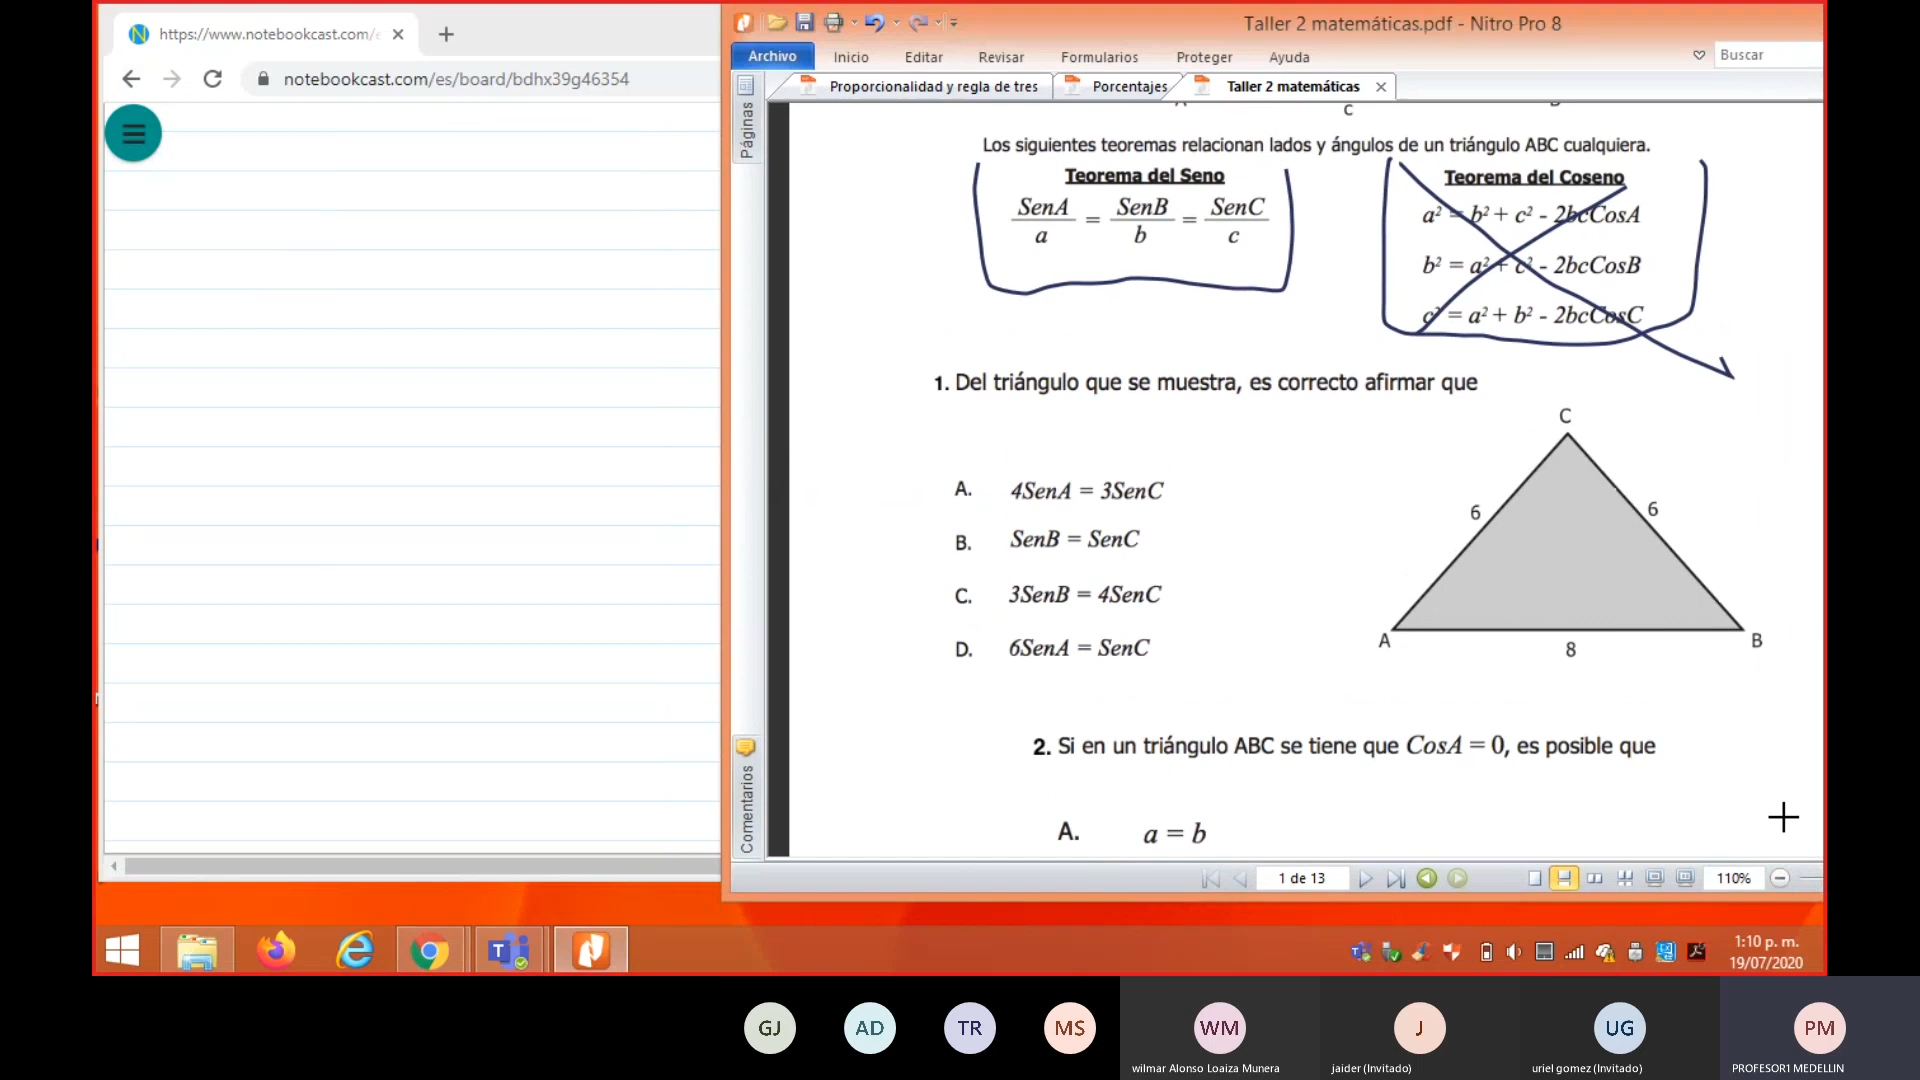 https://www.notebookcast.com/e
Taller 2 matemáticas.pdf - Nitro Pro 8
Archivo Inicio Editar Revisar Formularios Proteger Ayuda
Buscar
notebookcast.com/es/board/bdhx39g46354
Proporcionalidad y regla de tres Porcentajes Taller 2 matemáticas
Páginas
C
Los siguientes teoremas relacionan lados y ángulos de un triángulo ABC cualquiera.
Teorema del Seno
SenA/a = SenB/b = SenC/c
Teorema del Coseno
a² = b² + c² - 2bcCosA
b² = a² + c² - 2bcCosB
c² = a² + b² - 2bcCosC
1. Del triángulo que se muestra, es correcto afirmar que
A. 4SenA = 3SenC
B. SenB = SenC
C. 3SenB = 4SenC
D. 6SenA = SenC
C
6 6
A B
8
2. Si en un triángulo ABC se tiene que CosA = 0, es posible que
A. a = b
Comentarios
1 de 13
110%
1:10 p. m.
19/07/2020
GJ AD TR MS WM J UG PM
wilmar Alonso Loaiza Munera jaider (Invitado) uriel gomez (Invitado) PROFESOR1 MEDELLIN